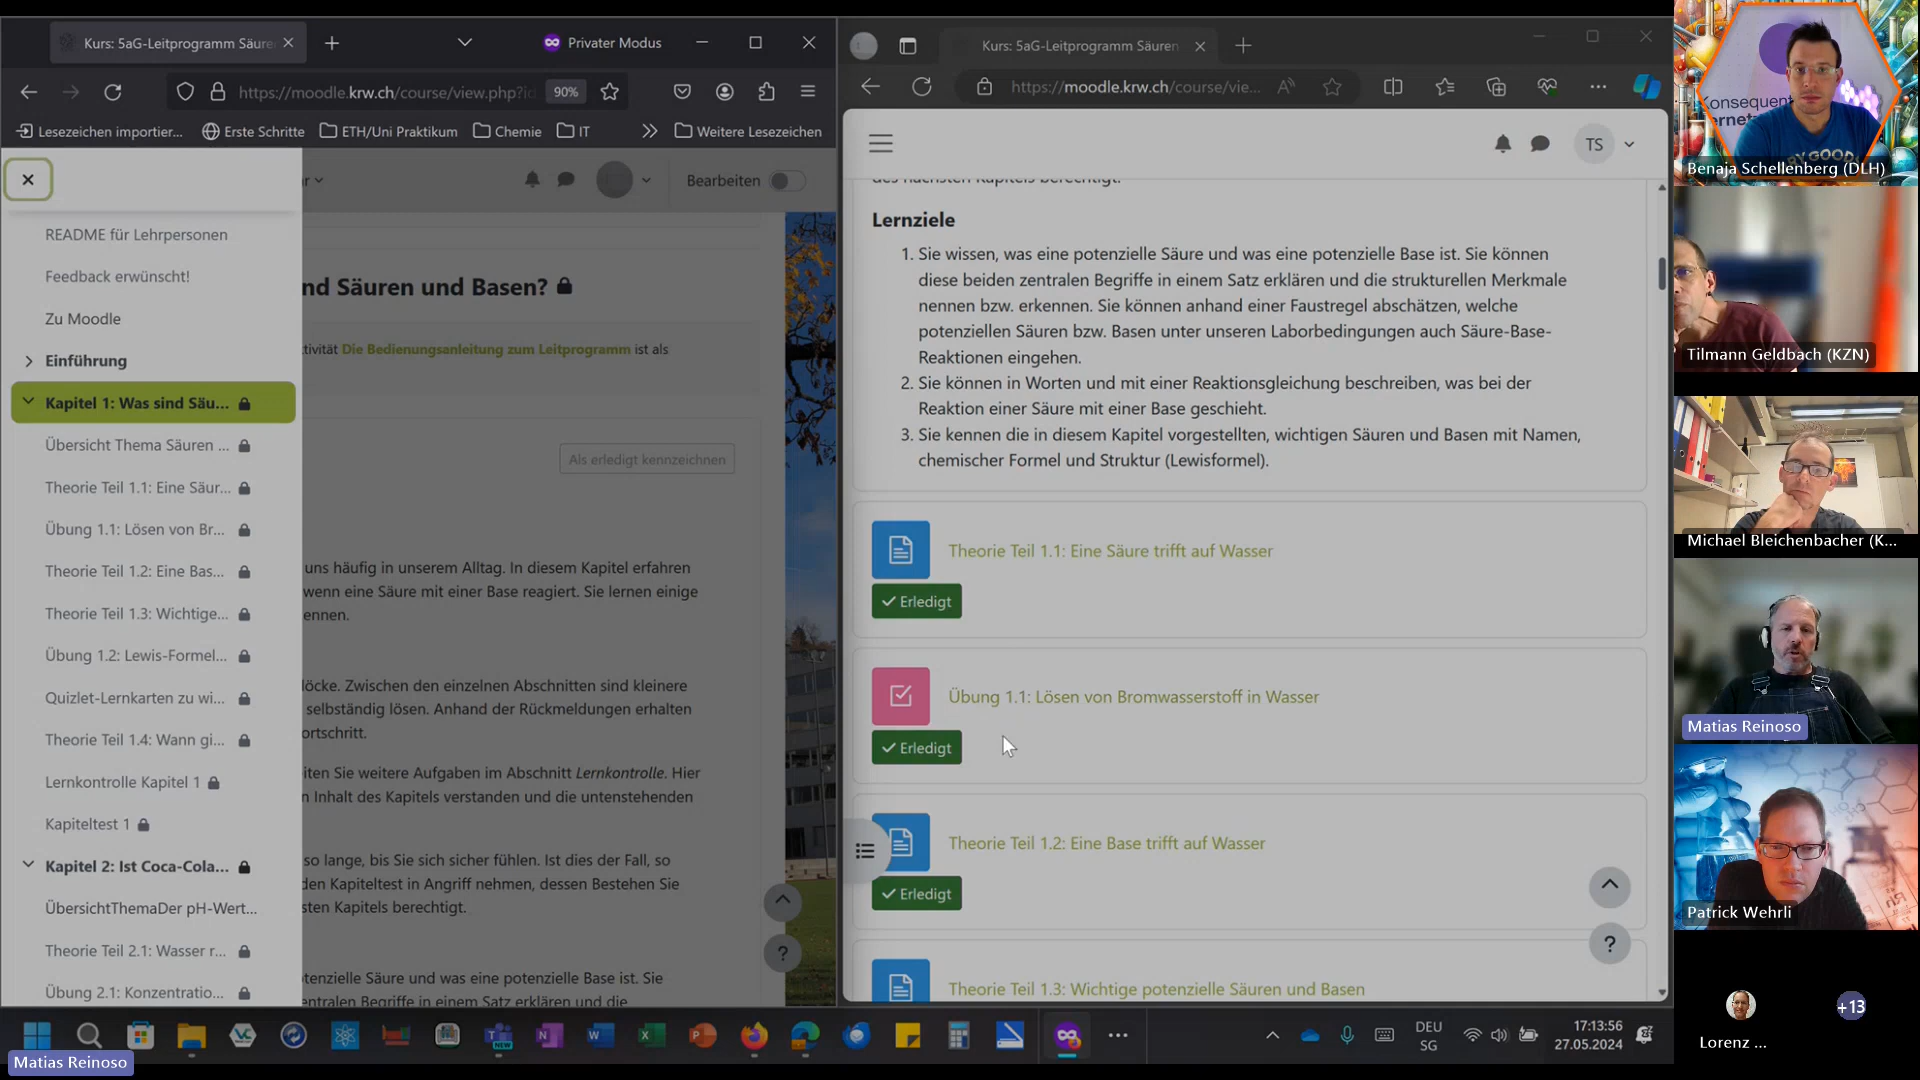 Kurs: 5aG-Leitprogramm Säure
Privater Modus
https://moodle.krw.ch/course/view.php?id
90%
Lesezeichen importier...
Erste Schritte
ETH/Uni Praktikum
Chemie
IT
Weitere Lesezeichen
README für Lehrpersonen
Feedback erwünscht!
Zu Moodle
Einführung
Kapitel 1: Was sind Säu...
Übersicht Thema Säuren ...
Theorie Teil 1.1: Eine Säur...
Übung 1.1: Lösen von Br...
Theorie Teil 1.2: Eine Bas...
Theorie Teil 1.3: Wichtige...
Übung 1.2: Lewis-Formel...
Quizlet-Lernkarten zu wi...
Theorie Teil 1.4: Wann gi...
Lernkontrolle Kapitel 1
Kapiteltest 1
Kapitel 2: Ist Coca-Cola...
ÜbersichtThemaDer pH-Wert...
Theorie Teil 2.1: Wasser r...
Übung 2.1: Konzentratio...
Bearbeiten
nd Säuren und Basen?
ktivität Die Bedienungsanleitung zum Leitprogramm ist als
Als erledigt kennzeichnen
uns häufig in unserem Alltag. In diesem Kapitel erfahren
wenn eine Säure mit einer Base reagiert. Sie lernen einige
ennen.
löcke. Zwischen den einzelnen Abschnitten sind kleinere
selbständig lösen. Anhand der Rückmeldungen erhalten
ortschritt.
iten Sie weitere Aufgaben im Abschnitt Lernkontrolle. Hier
n Inhalt des Kapitels verstanden und die untenstehenden
so lange, bis Sie sich sicher fühlen. Ist dies der Fall, so
den Kapiteltest in Angriff nehmen, dessen Bestehen Sie
sten Kapitels berechtigt.
tenzielle Säure und was eine potenzielle Base ist. Sie
entralen Begriffe in einem Satz erklären und die
?
Kurs: 5aG-Leitprogramm Säuren
https://moodle.krw.ch/course/vie...
TS
des nächsten Kapitels berechtigt.
Lernziele
1. Sie wissen, was eine potenzielle Säure und was eine potenzielle Base ist. Sie können
diese beiden zentralen Begriffe in einem Satz erklären und die strukturellen Merkmale
nennen bzw. erkennen. Sie können anhand einer Faustregel abschätzen, welche
potenziellen Säuren bzw. Basen unter unseren Laborbedingungen auch Säure-Base-
Reaktionen eingehen.
2. Sie können in Worten und mit einer Reaktionsgleichung beschreiben, was bei der
Reaktion einer Säure mit einer Base geschieht.
3. Sie kennen die in diesem Kapitel vorgestellten, wichtigen Säuren und Basen mit Namen,
chemischer Formel und Struktur (Lewisformel).
Theorie Teil 1.1: Eine Säure trifft auf Wasser
Erledigt
Übung 1.1: Lösen von Bromwasserstoff in Wasser
Erledigt
Theorie Teil 1.2: Eine Base trifft auf Wasser
Erledigt
Theorie Teil 1.3: Wichtige potenzielle Säuren und Basen
?
DEU
SG
17:13:56
27.05.2024
Matias Reinoso
Konsequent
Benaja Schellenberg (DLH)
Tilmann Geldbach (KZN)
Michael Bleichenbacher (K...
Matias Reinoso
Patrick Wehrli
Lorenz ...
+13